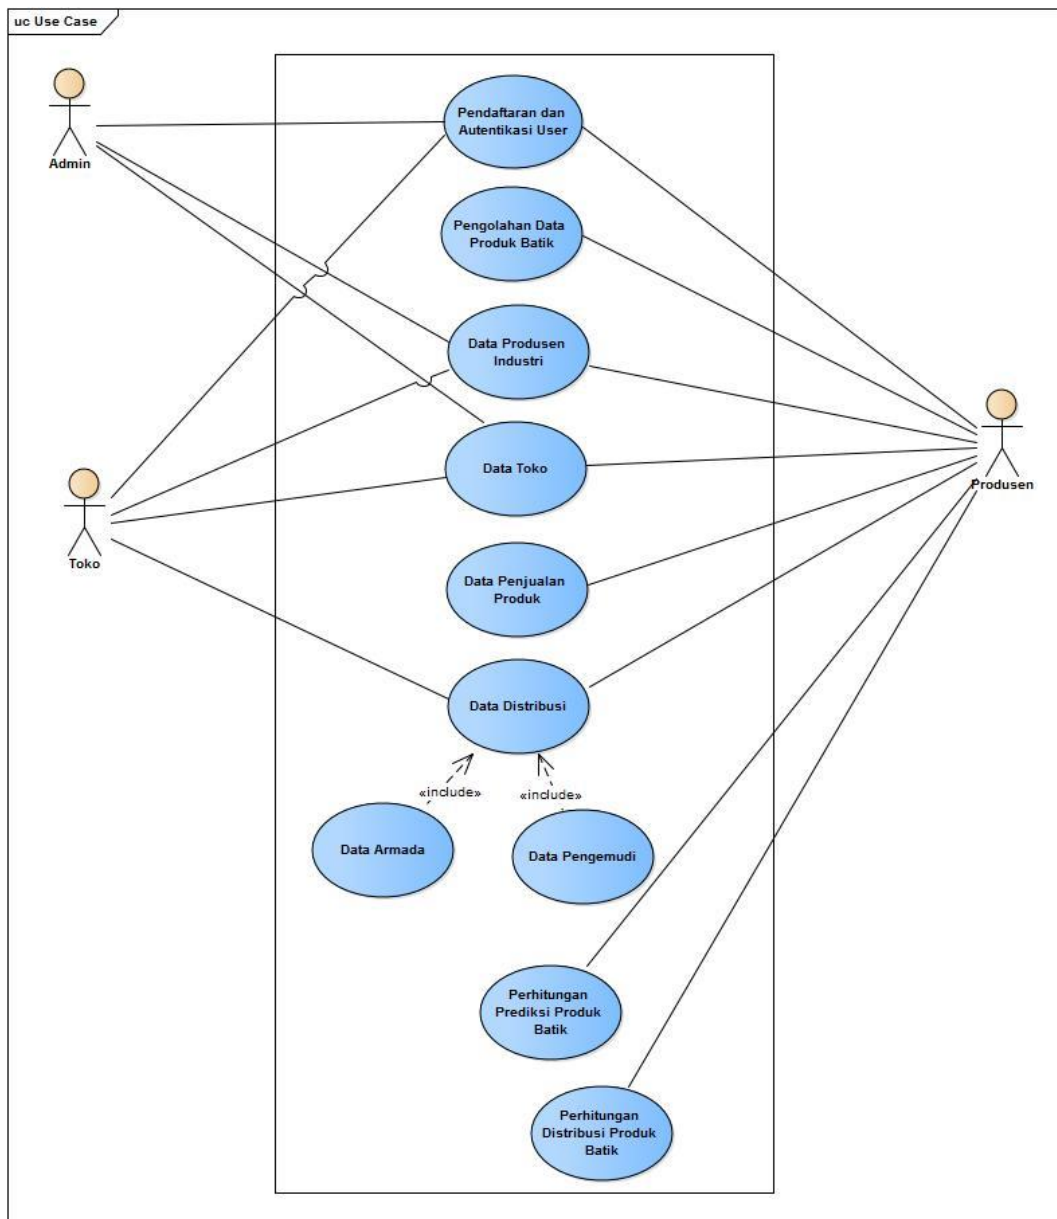 uc Use Case
Admin
Pendaftaran dan
Autentikasi User
Pengolahan Data
Produk Batik
Data Produsen
Industri
Data Toko
Toko
Produsen
Data Penjualan
Produk
Data Distribusi
«include»
«include»
Data Armada
Data Pengemudi
Perhitungan
Prediksi Produk
Batik
Perhitungan
Distribusi Produk
Batik